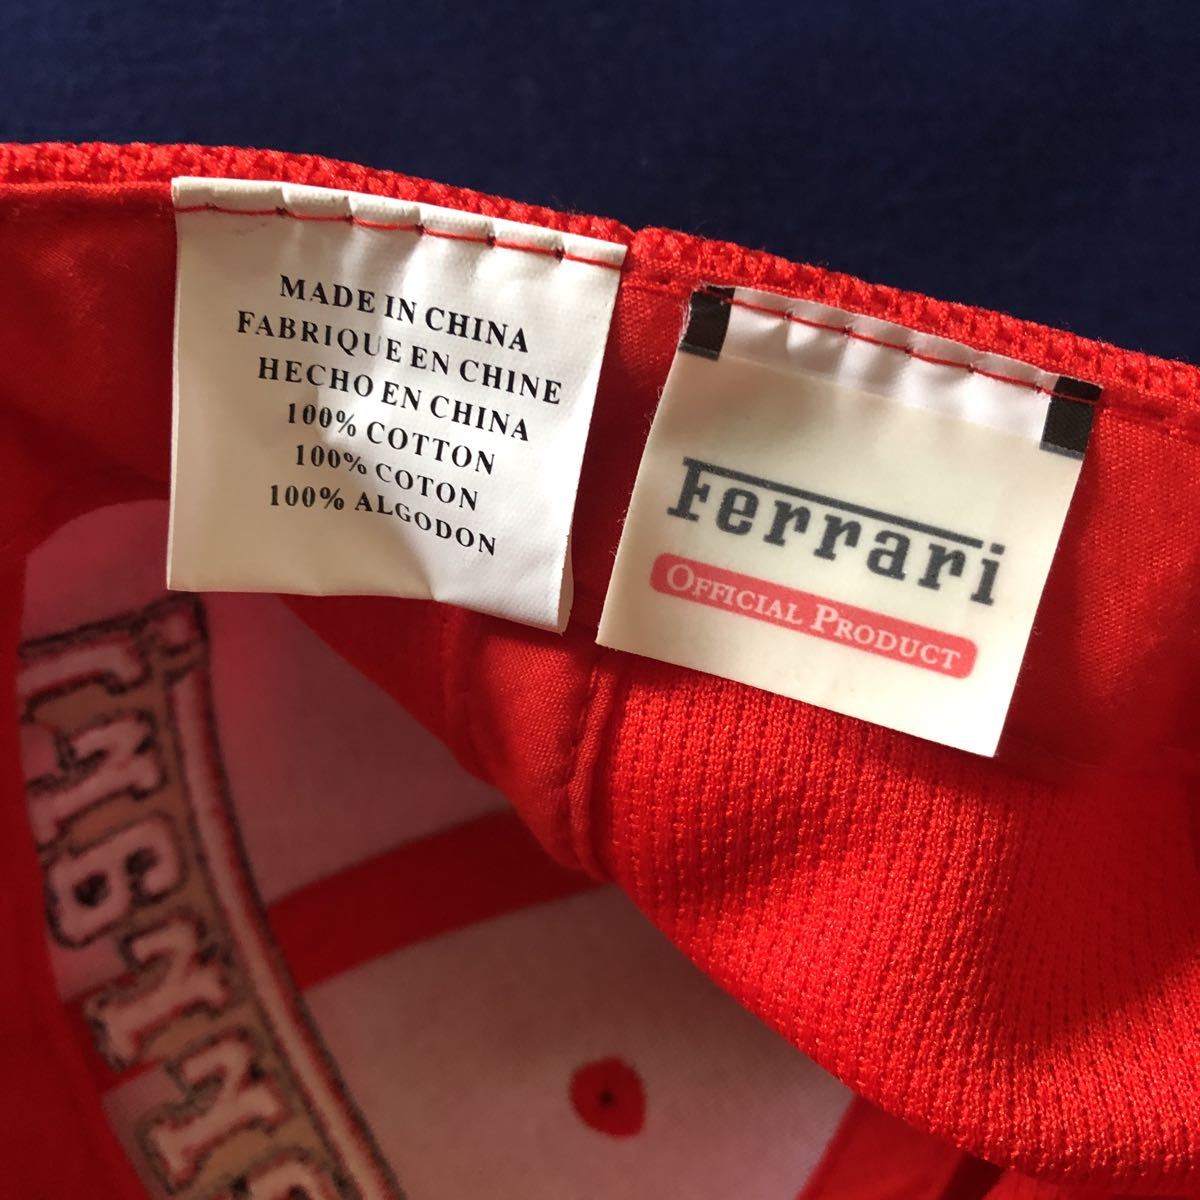 MADE IN CHINA
FABRIQUE EN CHINE
HECHO EN CHINA
100% COTTON
100% COTON
100% ALGODON
Ferrari
OFFICIAL PRODUCT